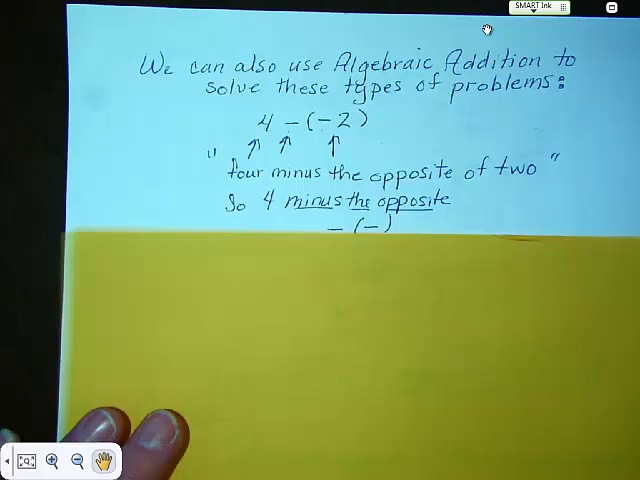 SMART Ink
We can also use Algebraic Addition to
solve these types of problems:
4 - (-2)
" four minus the opposite of two "
So 4 minus the opposite
- (-)